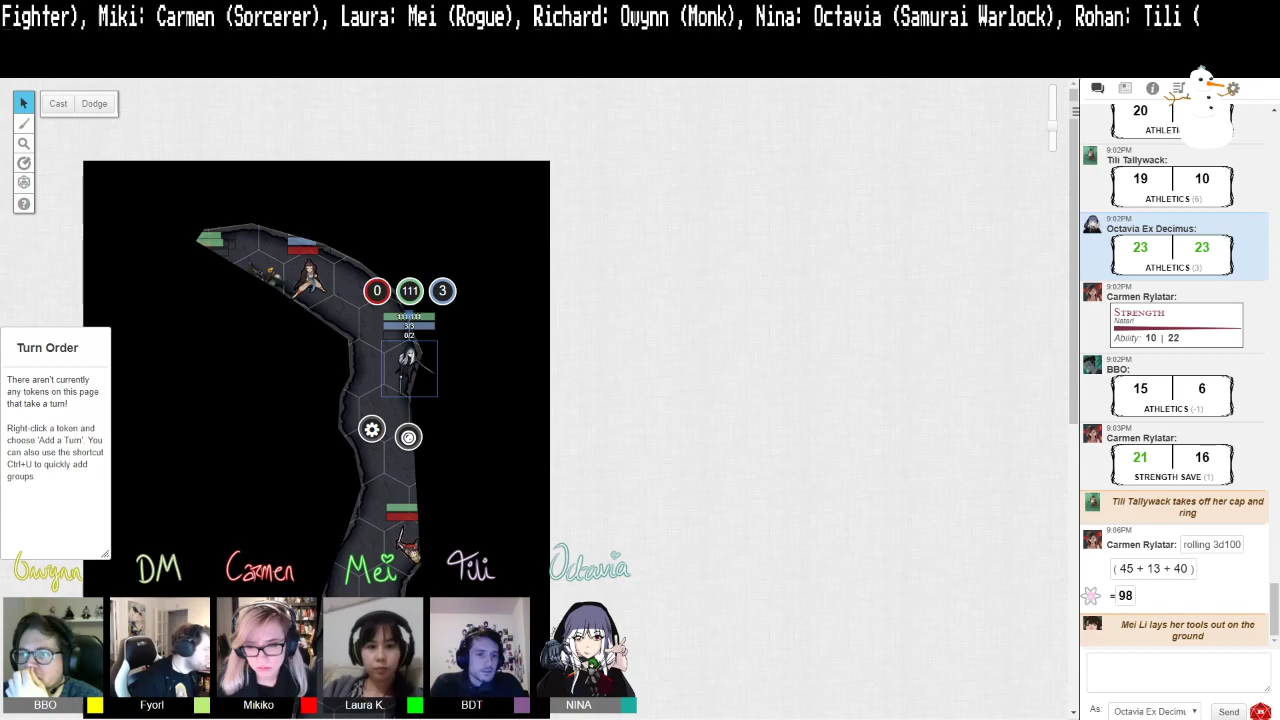 Fighter), Miki: Carmen (Sorcerer), Laura: Mei (Rogue), Richard: Owynn (Monk), Nina: Octavia (Samurai Warlock), Rohan: Tili (
Cast Dodge
20
ATHLETI
9:02PM
Tili Tallywack:
19 10
ATHLETICS (6)
9:02PM
Octavia Ex Decimus:
23 23
ATHLETICS (3)
9:02PM
Carmen Rylatar:
STRENGTH
Natari
Ability: 10 | 22
9:02PM
BBO:
15 6
ATHLETICS (-1)
9:03PM
Carmen Rylatar:
21 16
STRENGTH SAVE (1)
Tili Tallywack takes off her cap and
ring
9:06PM
Carmen Rylatar: rolling 3d100
( 45 + 13 + 40 )
= 98
Mei Li lays her tools out on the
ground
As: Octavia Ex Decimu Send
0 111 3
3/3
0/2
Turn Order
There aren't currently
any tokens on this page
that take a turn!
Right-click a token and
choose 'Add a Turn'. You
can also use the shortcut
Ctrl+U to quickly add
groups.
Owynn DM Carmen Mei Tili Octavia
BBO Fyorl Mikiko Laura K. BDT NINA